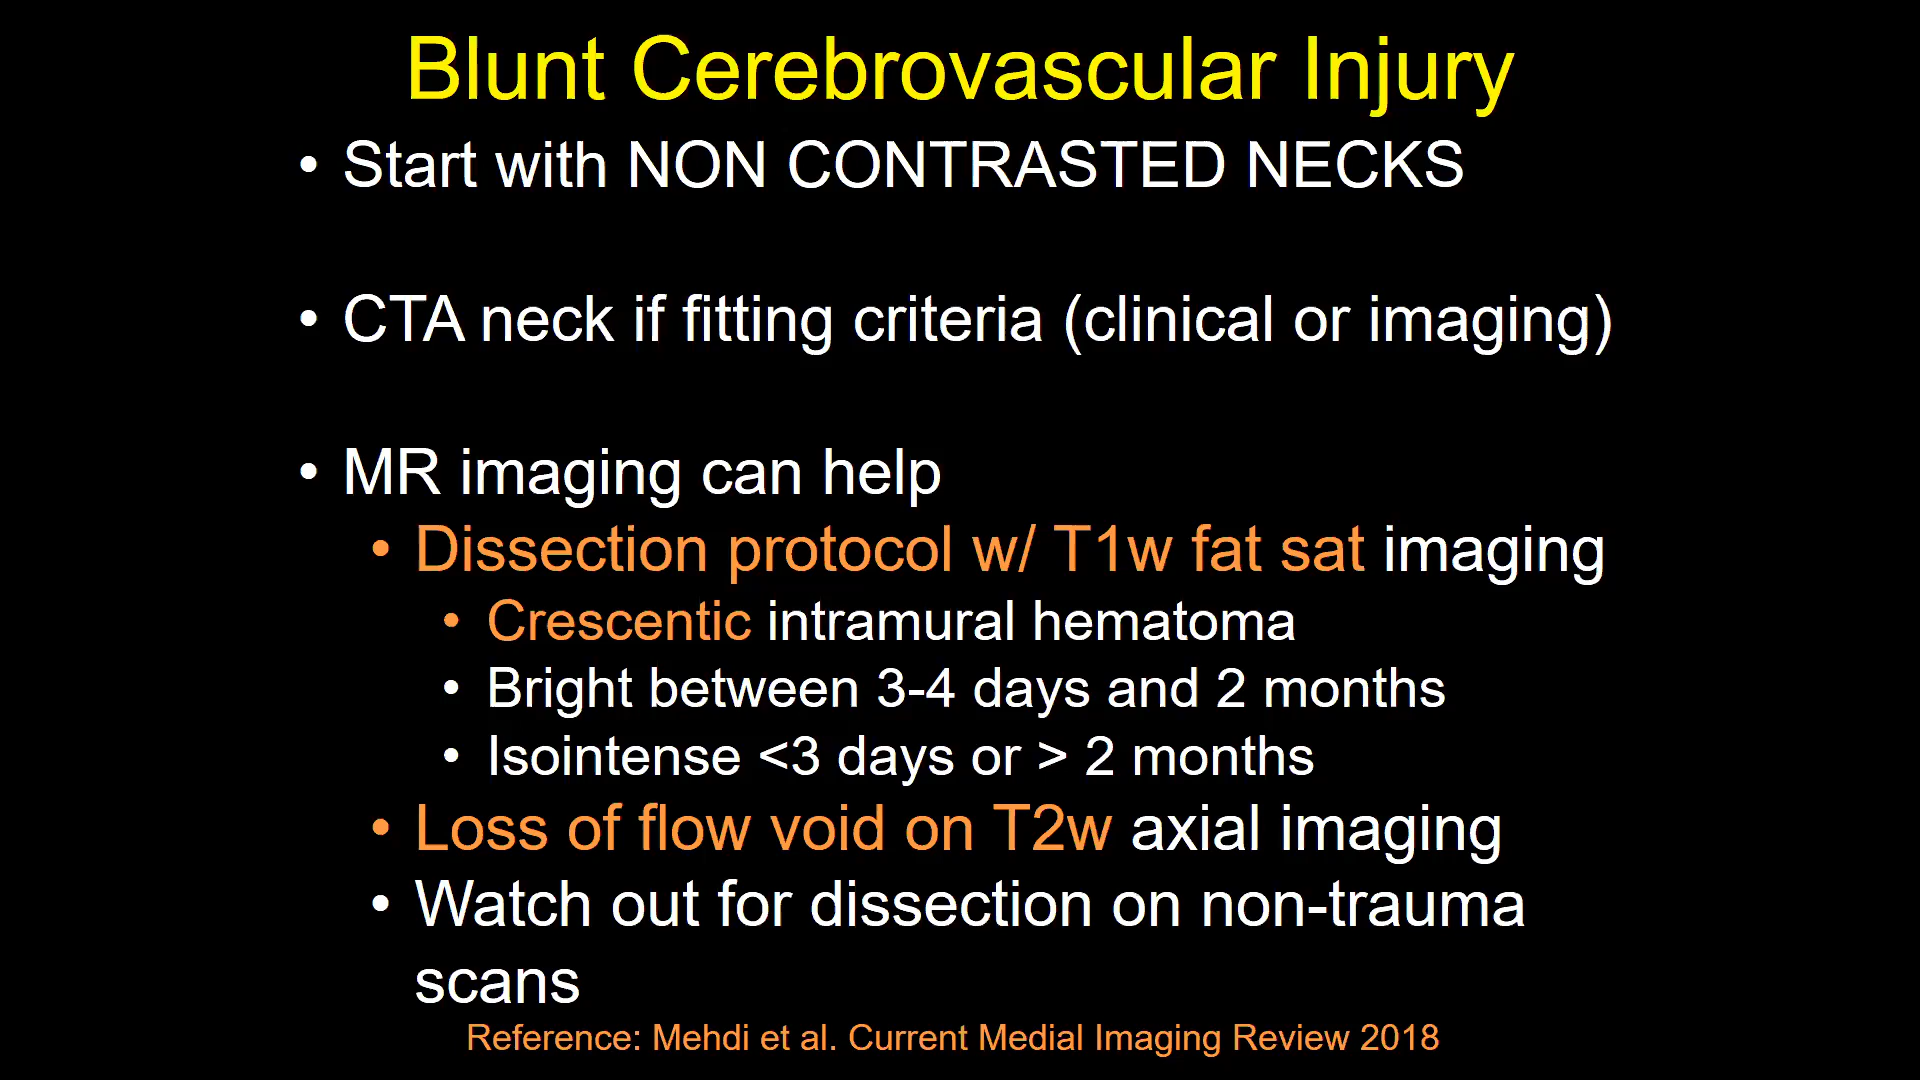 Blunt Cerebrovascular Injury
• Start with NON CONTRASTED NECKS
• CTA neck if fitting criteria (clinical or imaging)
• MR imaging can help
• Dissection protocol w/ T1w fat sat imaging
• Crescentic intramural hematoma
• Bright between 3-4 days and 2 months
• Isointense <3 days or > 2 months
• Loss of flow void on T2w axial imaging
• Watch out for dissection on non-trauma
scans
Reference: Mehdi et al. Current Medial Imaging Review 2018